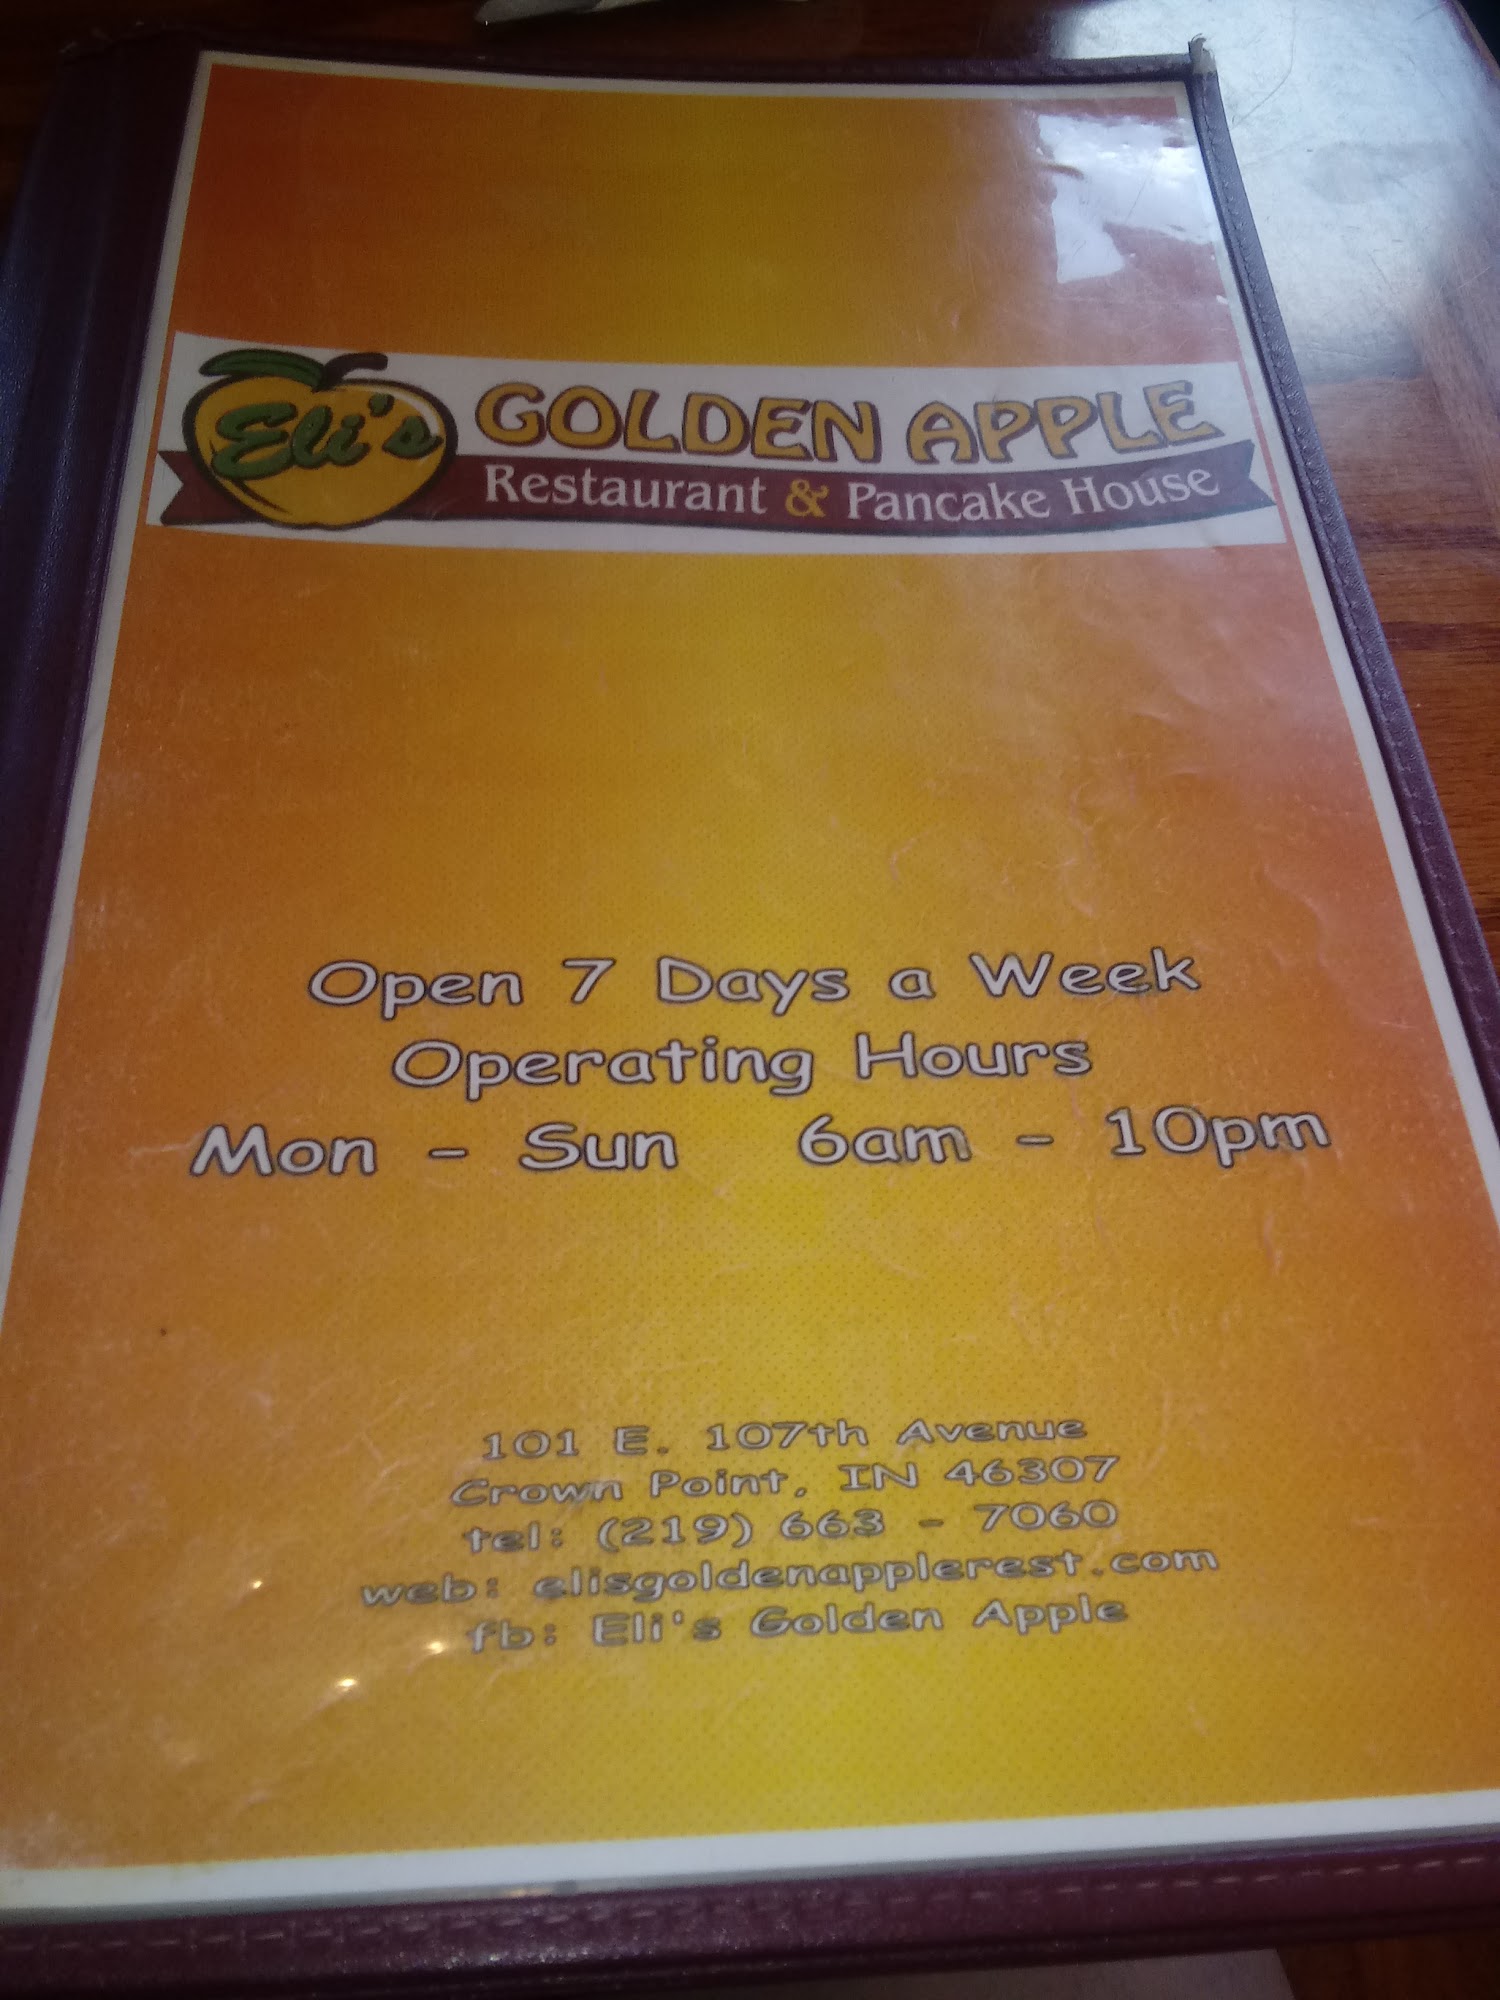 Eli's
GOLDEN APPLE
Restaurant & Pancake House
Open 7 Days a Week
Operating Hours
Mon - Sun 6am - 10pm
101 E. 107th Avenue
Crown Point, IN 46307
tel: (219) 663 - 7060
web: elisgoldenapplerest.com
fb: Eli's Golden Apple